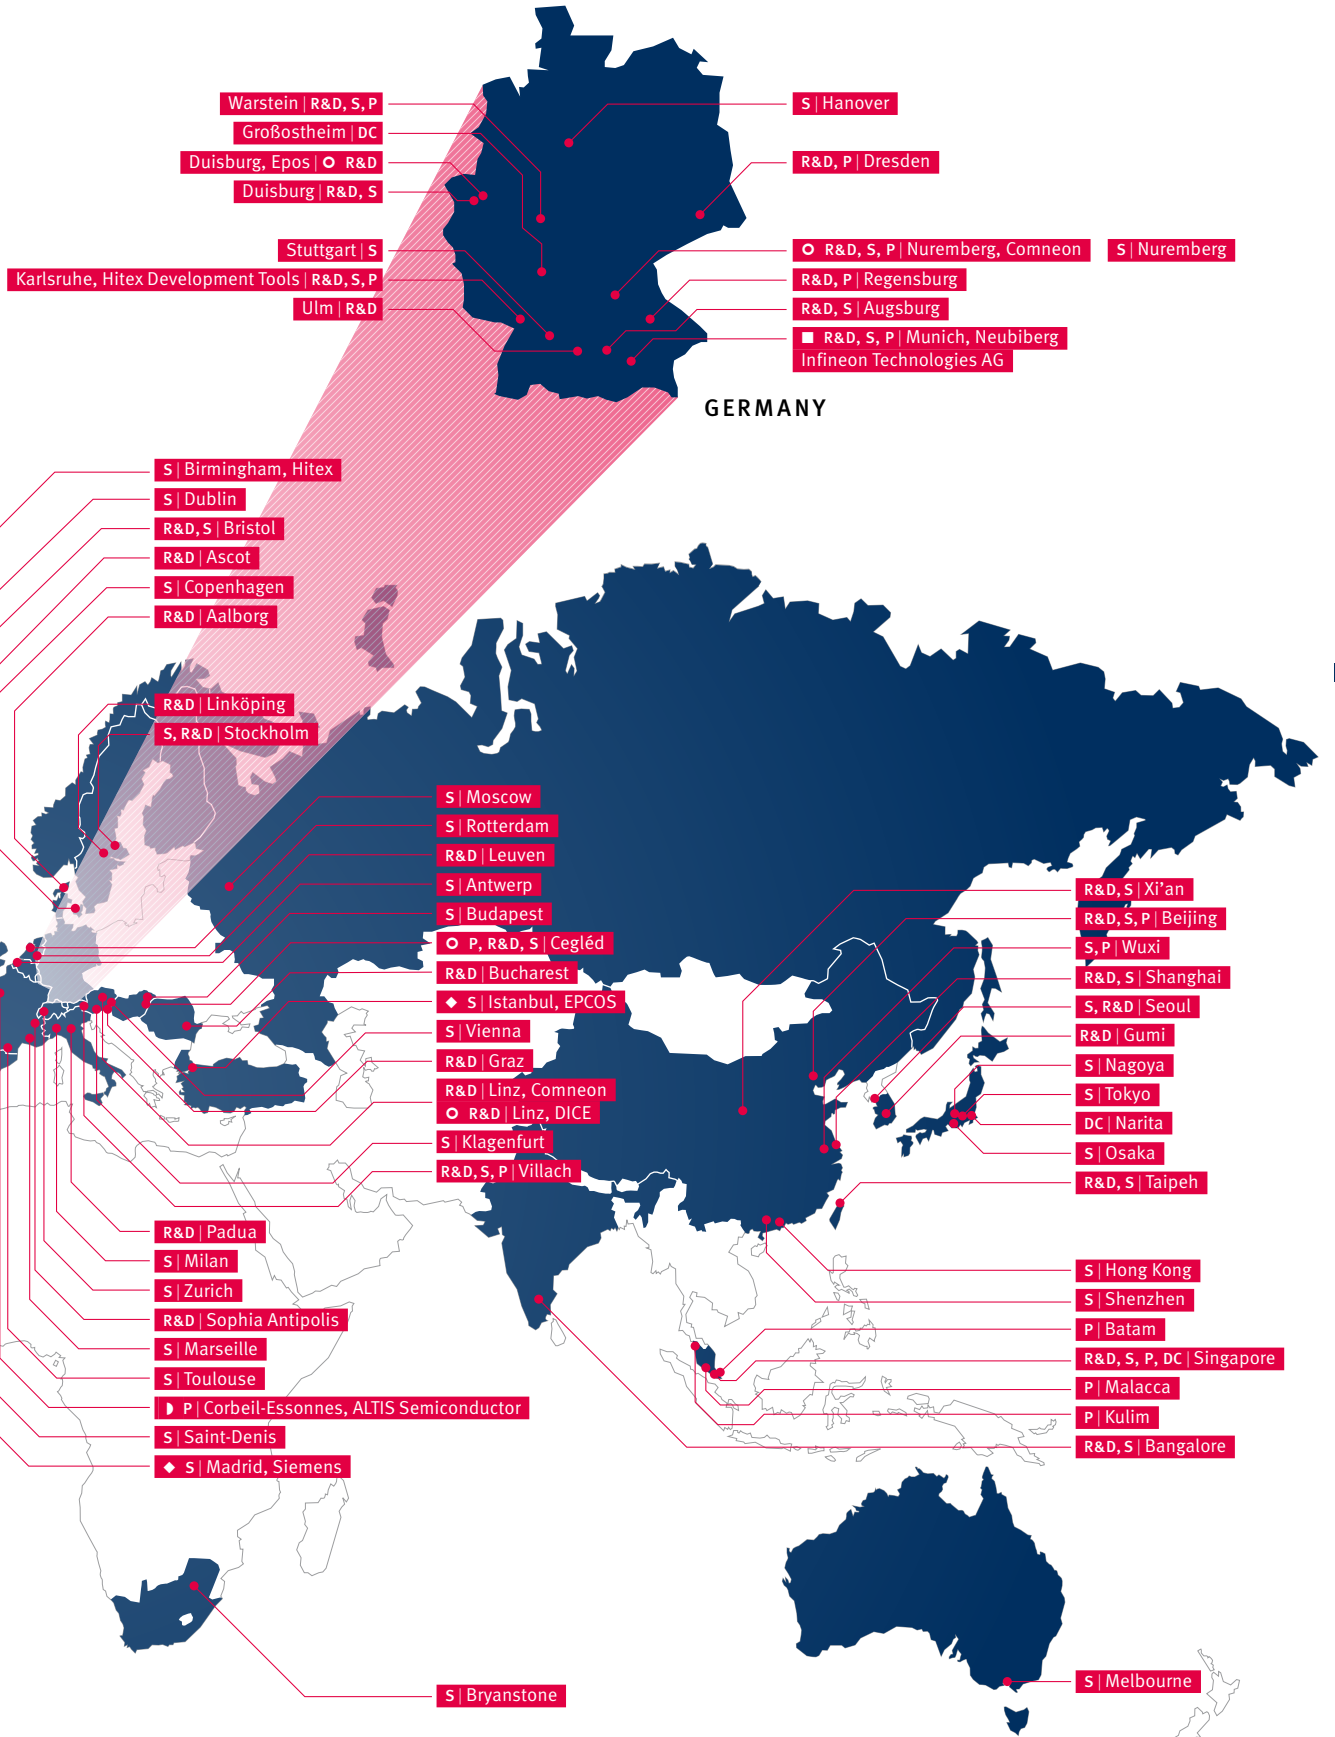 Warstein | R&D, S, P
Großostheim | DC
Duisburg, Epos | R&D
Duisburg | R&D, S
Stuttgart | S
Karlsruhe, Hitex Development Tools | R&D, S, P
Ulm | R&D
S | Hanover
R&D, P | Dresden
R&D, S, P | Nuremberg, Comneon
S | Nuremberg
R&D, P | Regensburg
R&D, S | Augsburg
R&D, S, P | Munich, Neubiberg
Infineon Technologies AG
GERMANY
S | Birmingham, Hitex
S | Dublin
R&D, S | Bristol
R&D | Ascot
S | Copenhagen
R&D | Aalborg
R&D | Linköping
S, R&D | Stockholm
S | Moscow
S | Rotterdam
R&D | Leuven
S | Antwerp
S | Budapest
P, R&D, S | Cegléd
R&D | Bucharest
S | Istanbul, EPCOS
S | Vienna
R&D | Graz
R&D | Linz, Comneon
R&D | Linz, DICE
S | Klagenfurt
R&D, S, P | Villach
R&D | Padua
S | Milan
S | Zurich
R&D | Sophia Antipolis
S | Marseille
S | Toulouse
P | Corbeil-Essonnes, ALTIS Semiconductor
S | Saint-Denis
S | Madrid, Siemens
S | Bryanstone
R&D, S | Xi’an
R&D, S, P | Beijing
S, P | Wuxi
R&D, S | Shanghai
S, R&D | Seoul
R&D | Gumi
S | Nagoya
S | Tokyo
DC | Narita
S | Osaka
R&D, S | Taipeh
S | Hong Kong
S | Shenzhen
P | Batam
R&D, S, P, DC | Singapore
P | Malacca
P | Kulim
R&D, S | Bangalore
S | Melbourne